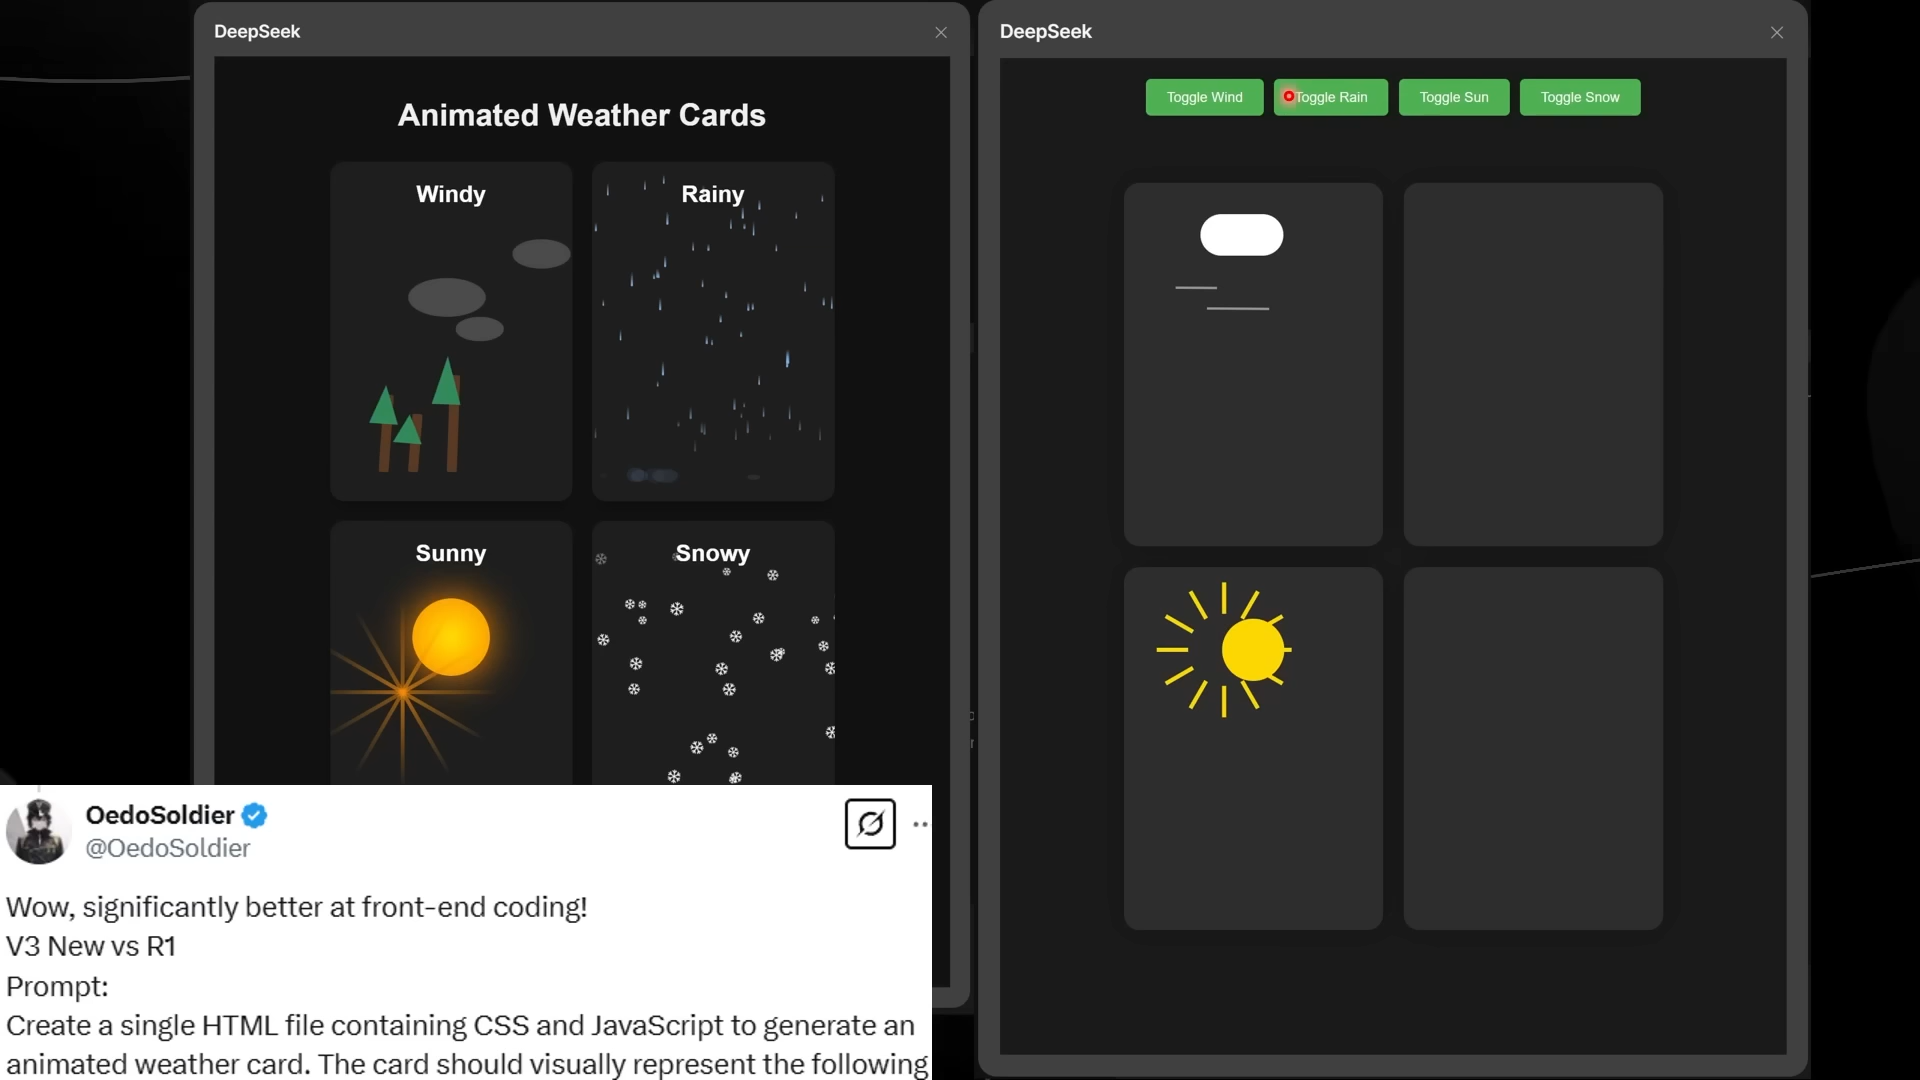 DeepSeek
Animated Weather Cards
Windy
Rainy
Sunny
Snowy
DeepSeek
Toggle Wind
Toggle Rain
Toggle Sun
Toggle Snow
OedoSoldier
@OedoSoldier
Wow, significantly better at front-end coding!
V3 New vs R1
Prompt:
Create a single HTML file containing CSS and JavaScript to generate an
animated weather card. The card should visually represent the following